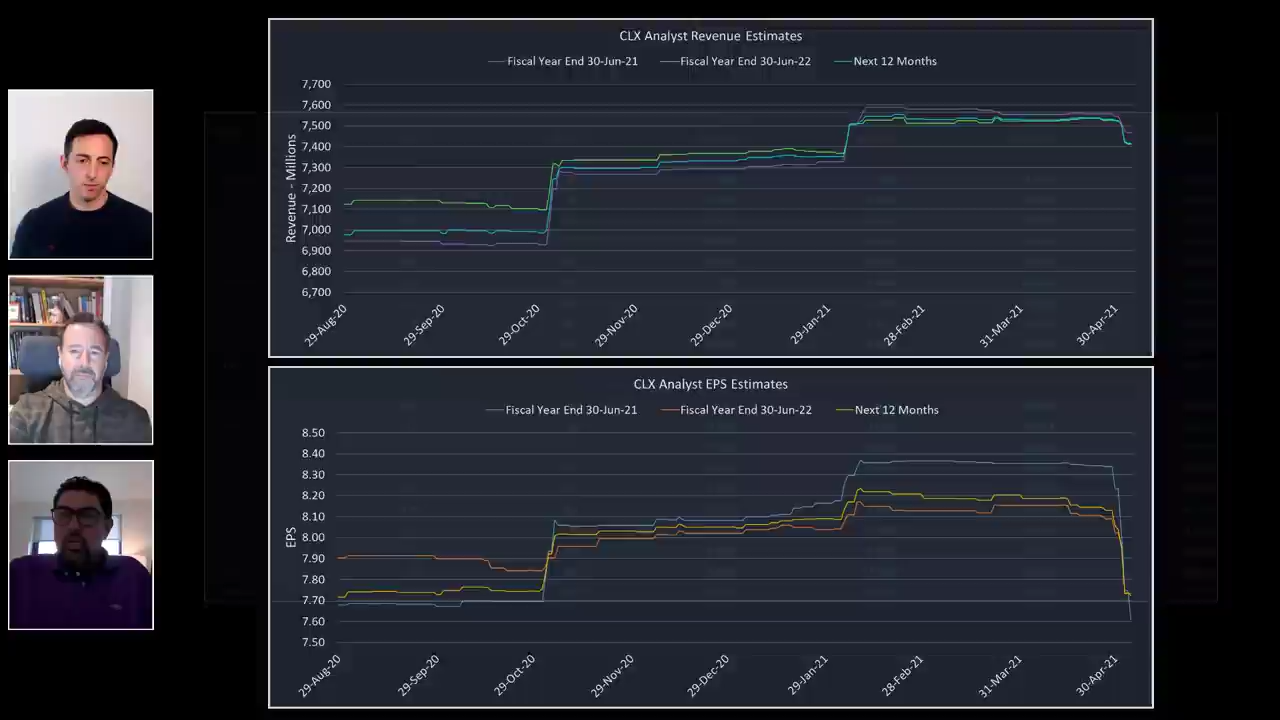 CLX Analyst Revenue Estimates
Fiscal Year End 30-Jun-21 Fiscal Year End 30-Jun-22 Next 12 Months
Revenue - Millions
7,700
7,600
7,500
7,400
7,300
7,200
7,100
7,000
6,900
6,800
6,700
29-Aug-20 29-Sep-20 29-Oct-20 29-Nov-20 29-Dec-20 29-Jan-21 28-Feb-21 31-Mar-21 30-Apr-21
CLX Analyst EPS Estimates
Fiscal Year End 30-Jun-21 Fiscal Year End 30-Jun-22 Next 12 Months
EPS
8.50
8.40
8.30
8.20
8.10
8.00
7.90
7.80
7.70
7.60
7.50
29-Aug-20 29-Sep-20 29-Oct-20 29-Nov-20 29-Dec-20 29-Jan-21 28-Feb-21 31-Mar-21 30-Apr-21